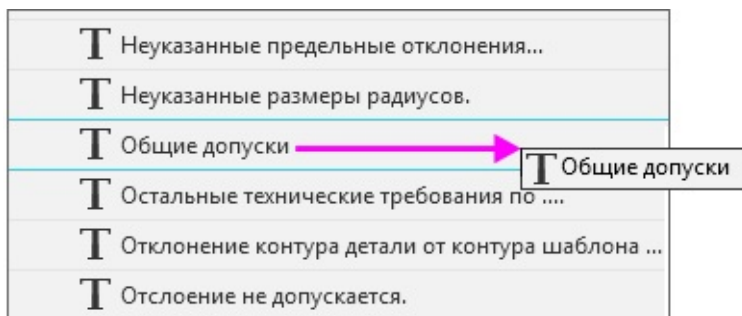 Неуказанные предельные отклонения...
Неуказанные размеры радиусов.
Общие допуски
Общие допуски
Остальные технические требования по ....
Отклонение контура детали от контура шаблона ...
Отслоение не допускается.